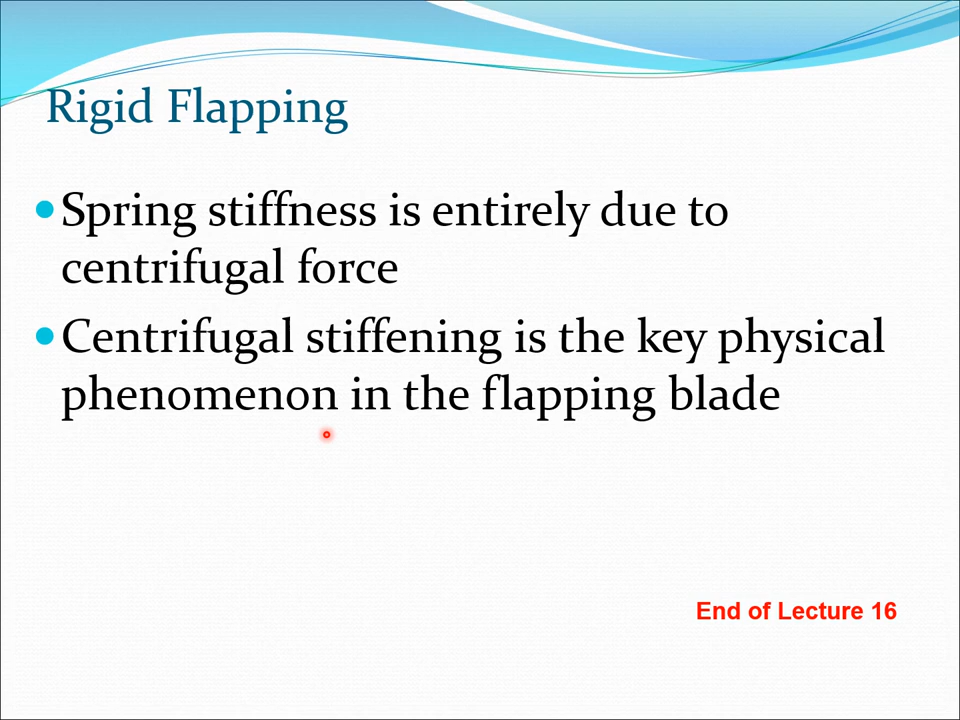 Rigid Flapping
Spring stiffness is entirely due to
centrifugal force
Centrifugal stiffening is the key physical
phenomenon in the flapping blade
End of Lecture 16